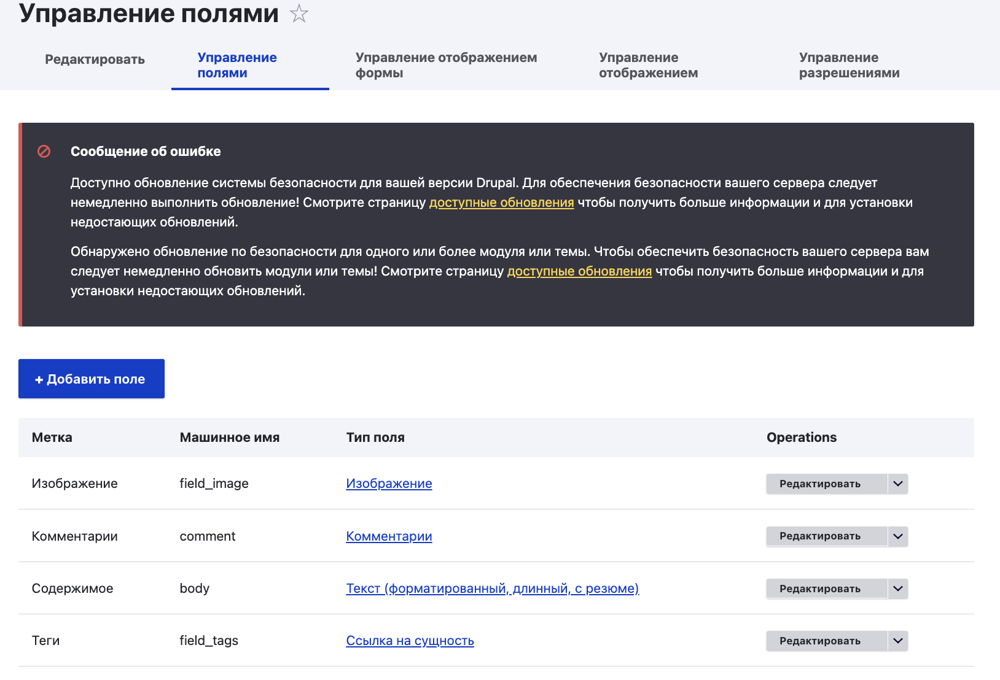 Управление полями
Редактировать
Управление
полями
Управление отображением
формы
Управление
отображением
Управление
разрешениями
Сообщение об ошибке
Доступно обновление системы безопасности для вашей версии Drupal. Для обеспечения безопасности вашего сервера следует
немедленно выполнить обновление! Смотрите страницу доступные обновления чтобы получить больше информации и для установки
недостающих обновлений.
Обнаружено обновление по безопасности для одного или более модуля или темы. Чтобы обеспечить безопасность вашего сервера вам
следует немедленно обновить модули или темы! Смотрите страницу доступные обновления чтобы получить больше информации и для
установки недостающих обновлений.
+ Добавить поле
Метка Машинное имя Тип поля Operations
Изображение field_image Изображение Редактировать
Комментарии comment Комментарии Редактировать
Содержимое body Текст (форматированный, длинный, с резюме) Редактировать
Теги field_tags Ссылка на сущность Редактировать